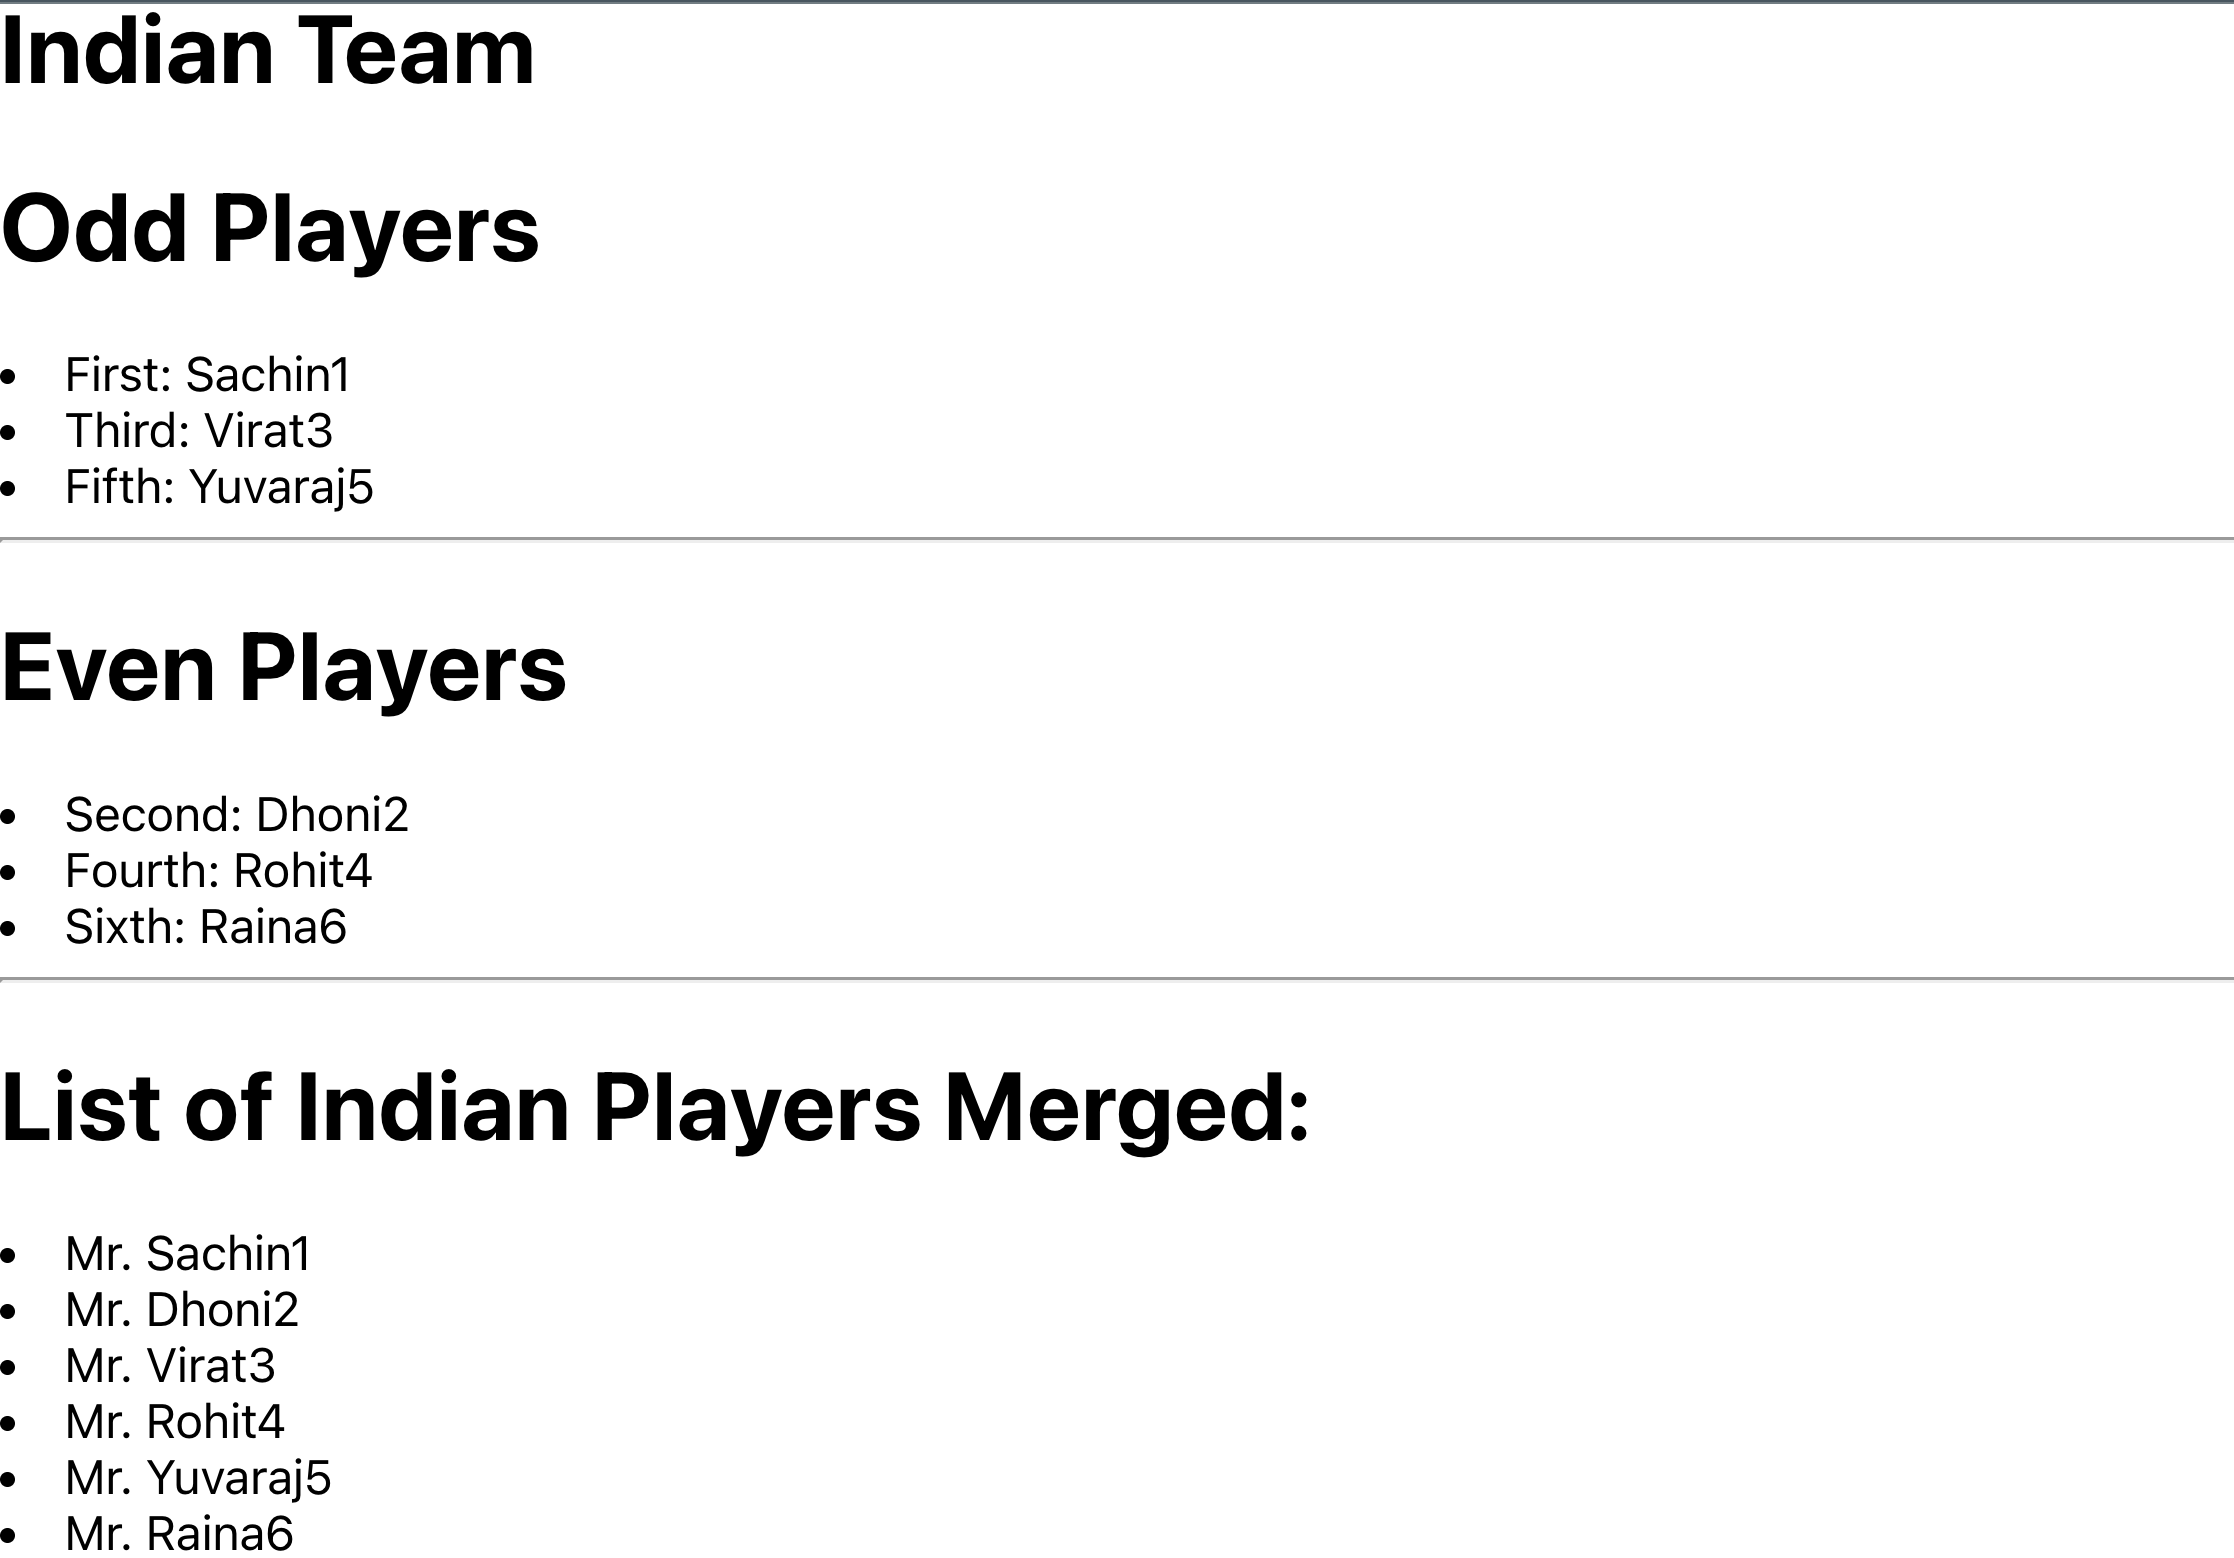 Indian Team
Odd Players
• First: Sachin1
• Third: Virat3
• Fifth: Yuvaraj5
Even Players
• Second: Dhoni2
• Fourth: Rohit4
• Sixth: Raina6
List of Indian Players Merged:
• Mr. Sachin1
• Mr. Dhoni2
• Mr. Virat3
• Mr. Rohit4
• Mr. Yuvaraj5
• Mr. Raina6